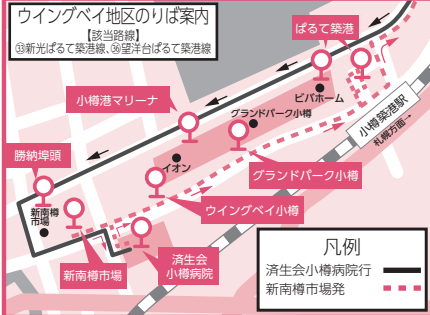 ウイングベイ地区のりば案内
【該当路線】
㉝新光ぱるて築港線、㊱望洋台ぱるて築港線
ぱるて築港
小樽港マリーナ
ビバホーム
グランドパーク小樽
小樽築港駅
札幌方面→
勝納埠頭
イオン
グランドパーク小樽
新南樽
市場
ウイングベイ小樽
新南樽市場
済生会
小樽病院
凡例
済生会小樽病院行
新南樽市場発